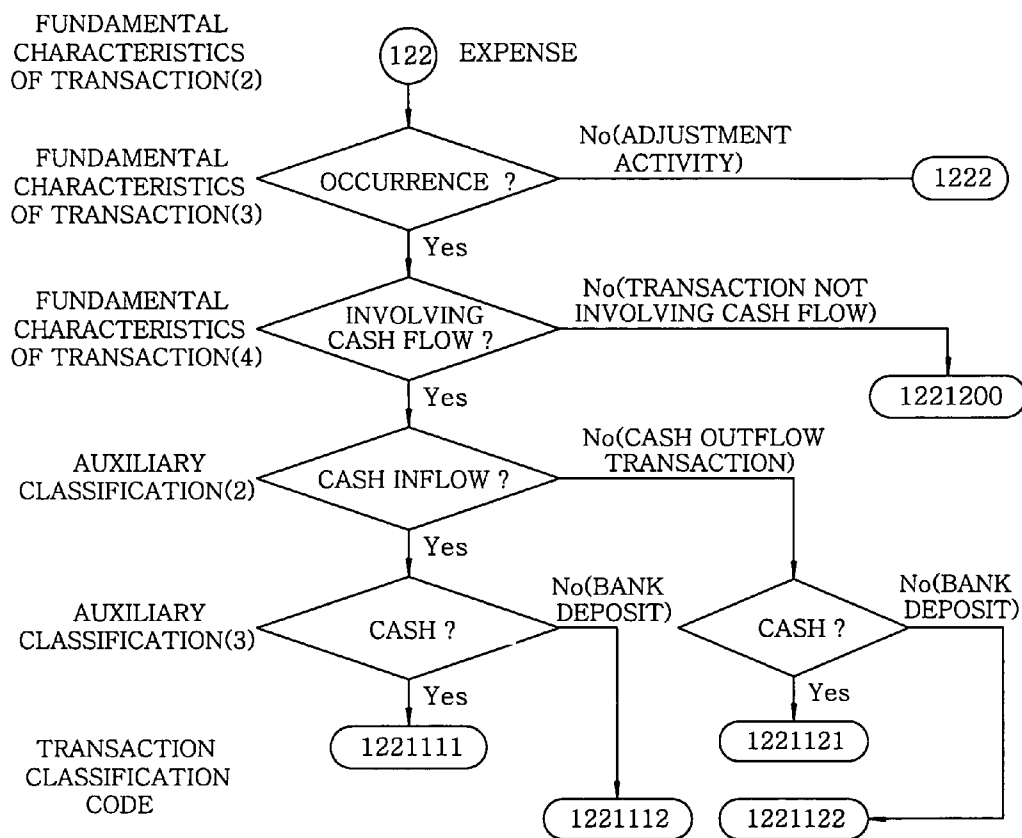 FUNDAMENTAL
CHARACTERISTICS
OF TRANSACTION(2)
122
EXPENSE
FUNDAMENTAL
CHARACTERISTICS
OF TRANSACTION(3)
OCCURRENCE ?
No(ADJUSTMENT
ACTIVITY)
1222
Yes
FUNDAMENTAL
CHARACTERISTICS
OF TRANSACTION(4)
INVOLVING
CASH FLOW ?
No(TRANSACTION NOT
INVOLVING CASH FLOW)
1221200
Yes
AUXILIARY
CLASSIFICATION(2)
CASH INFLOW ?
No(CASH OUTFLOW
TRANSACTION)
Yes
AUXILIARY
CLASSIFICATION(3)
CASH ?
No(BANK
DEPOSIT)
CASH ?
No(BANK
DEPOSIT)
Yes
Yes
TRANSACTION
CLASSIFICATION
CODE
1221111
1221121
1221112
1221122